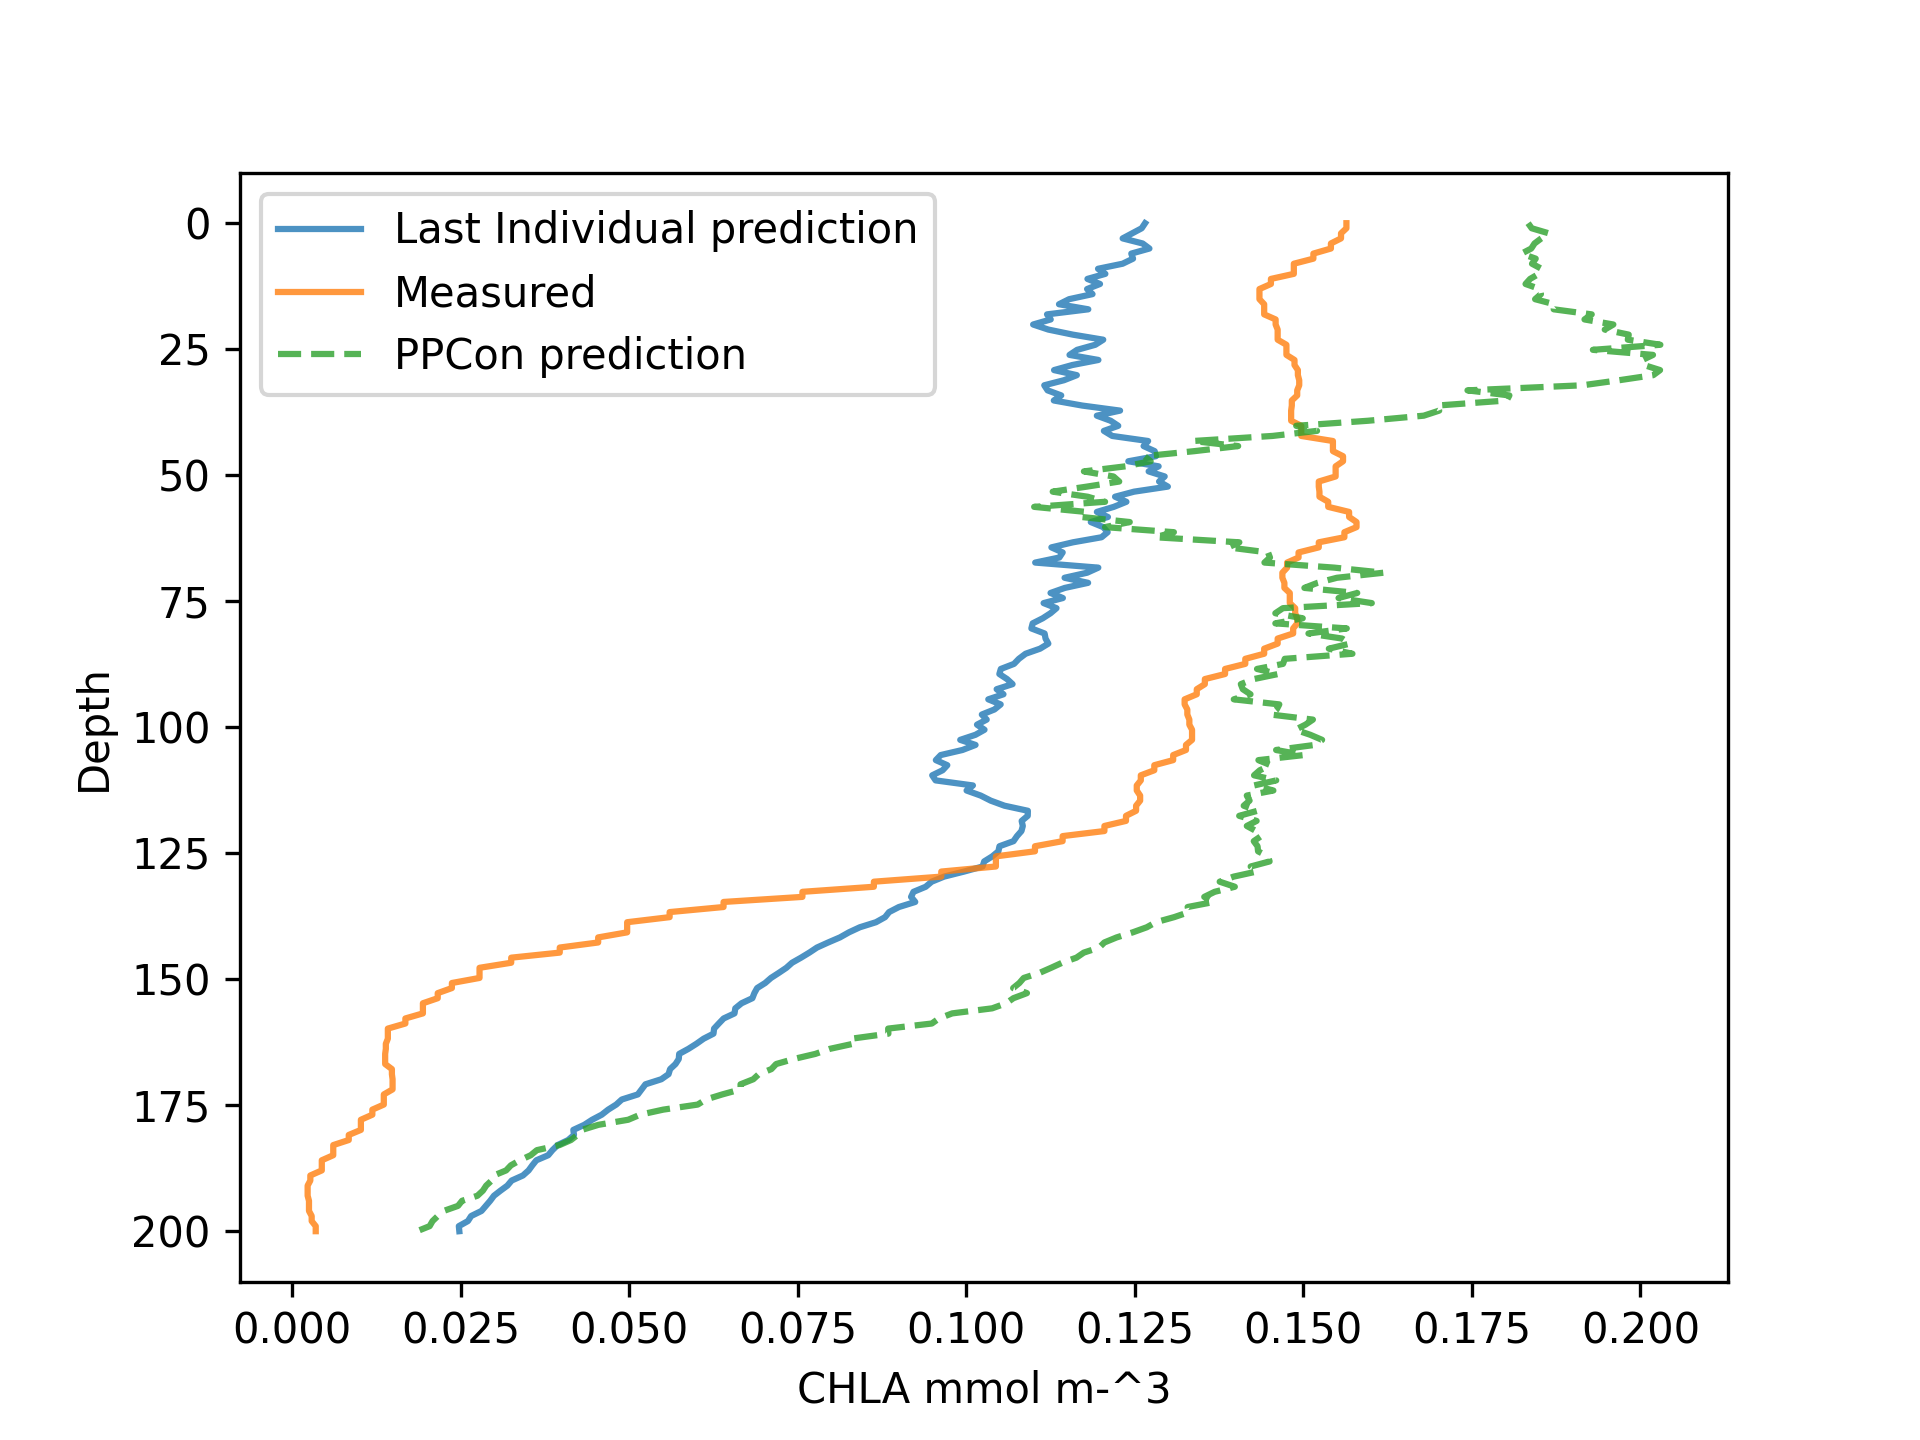 Last Individual prediction
Measured
PPCon prediction
0
25
50
75
100
125
150
175
200
Depth
0.000 0.025 0.050 0.075 0.100 0.125 0.150 0.175 0.200
CHLA mmol m-^3